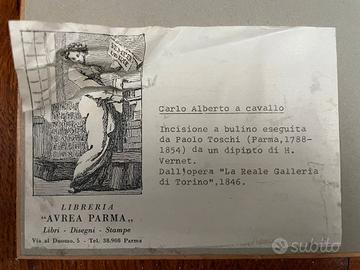 LIBRERIA
"AVREA PARMA"
Libri - Disegni - Stampe
Via al Duomo, 5 - Tel. 38.966 Parma
Carlo Alberto a cavallo
Incisione a bulino eseguita
da Paolo Toschi (Parma,1788-
1854) da un dipinto di H.
Vernet.
Dall'opera "La Reale Galleria
di Torino",1846.
subito